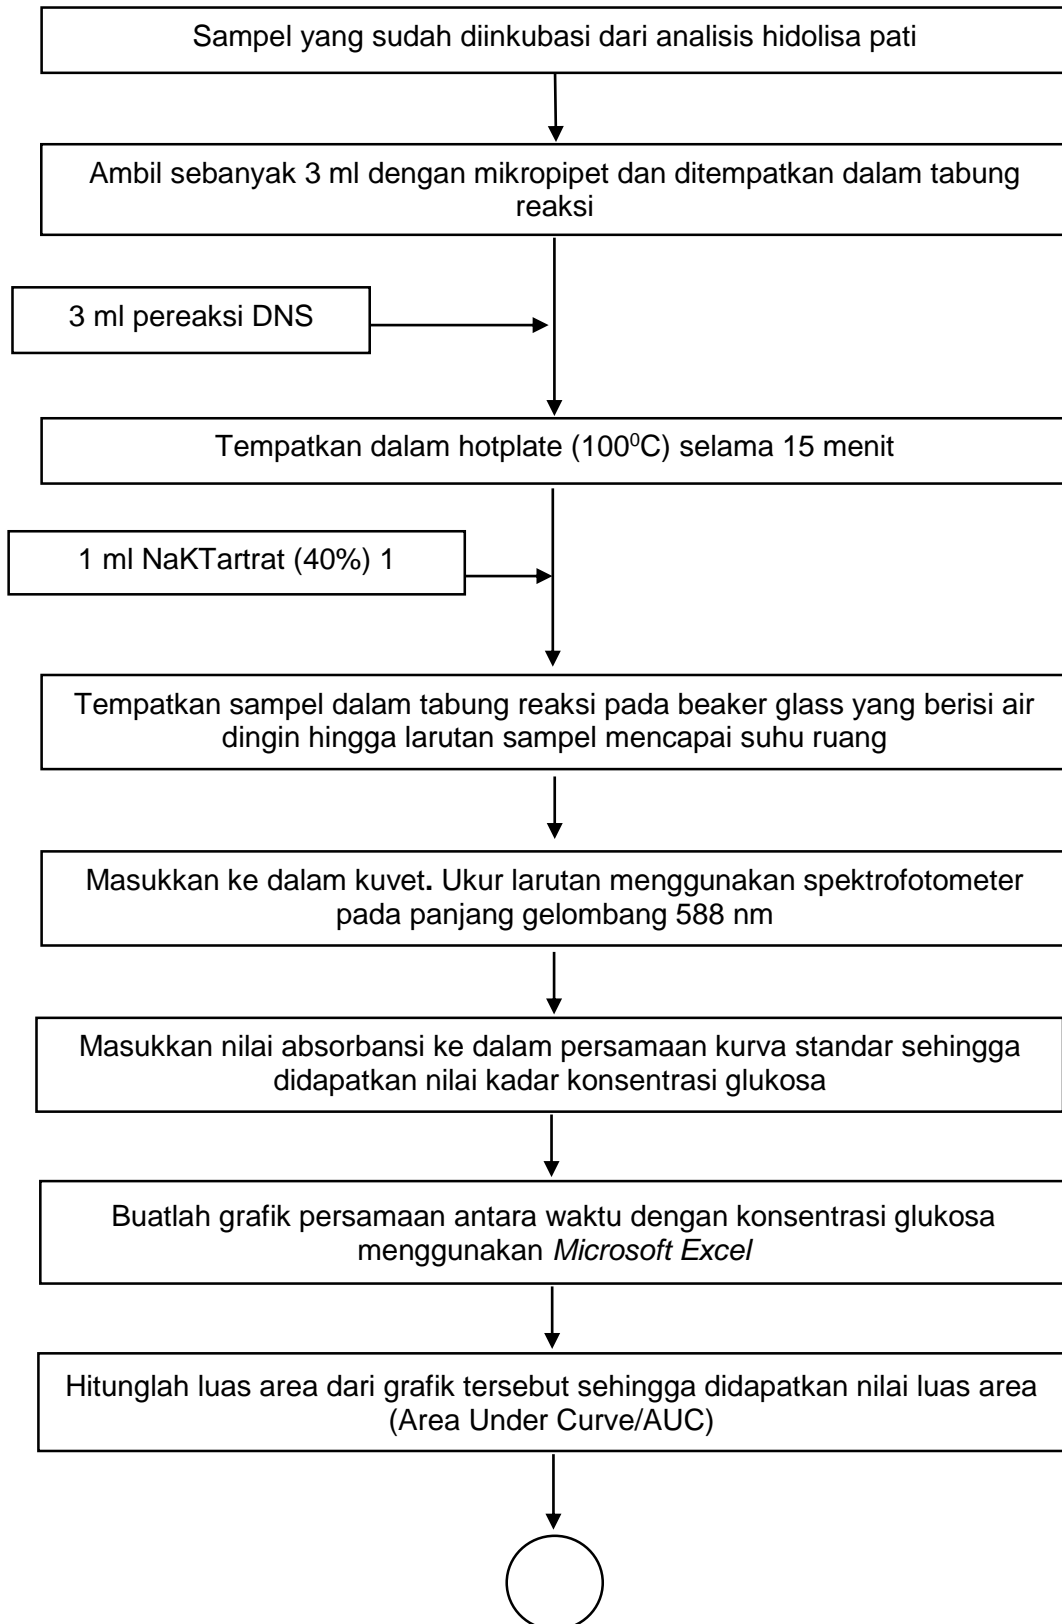 Sampel yang sudah diinkubasi dari analisis hidolisa pati
Ambil sebanyak 3 ml dengan mikropipet dan ditempatkan dalam tabung
reaksi
3 ml pereaksi DNS
Tempatkan dalam hotplate (100⁰C) selama 15 menit
1 ml NaKTartrat (40%) 1
Tempatkan sampel dalam tabung reaksi pada beaker glass yang berisi air
dingin hingga larutan sampel mencapai suhu ruang
Masukkan ke dalam kuvet. Ukur larutan menggunakan spektrofotometer
pada panjang gelombang 588 nm
Masukkan nilai absorbansi ke dalam persamaan kurva standar sehingga
didapatkan nilai kadar konsentrasi glukosa
Buatlah grafik persamaan antara waktu dengan konsentrasi glukosa
menggunakan Microsoft Excel
Hitunglah luas area dari grafik tersebut sehingga didapatkan nilai luas area
(Area Under Curve/AUC)